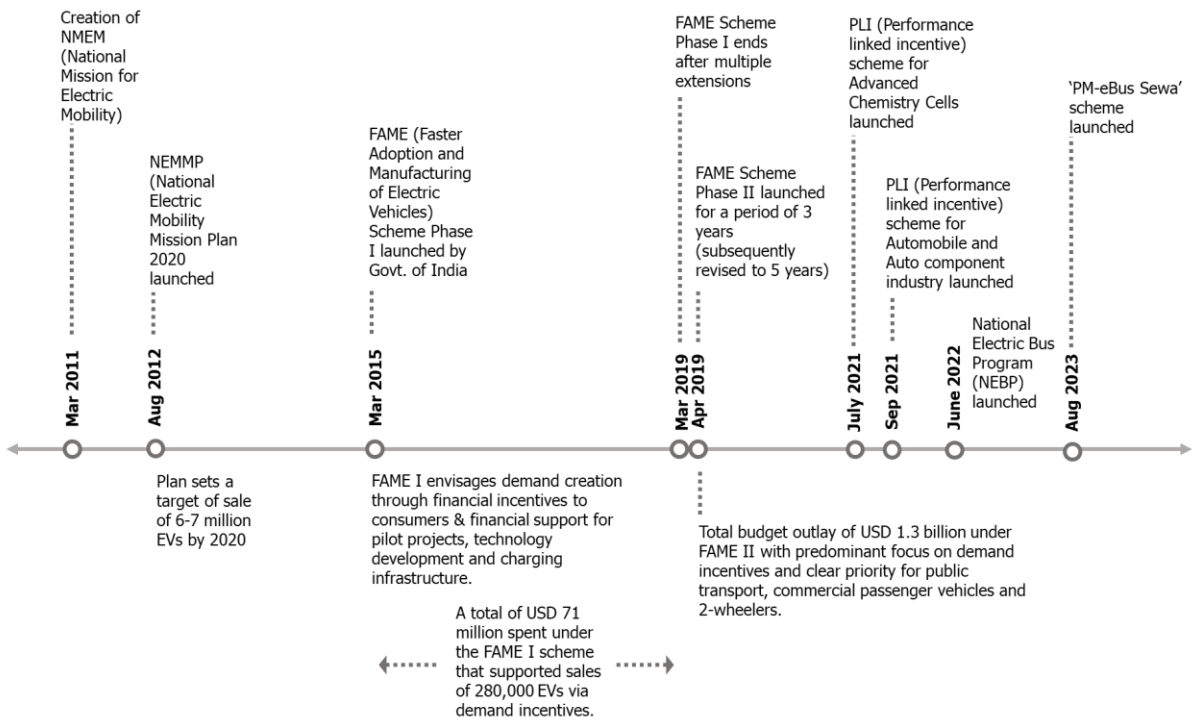 Creation of
NMEM
(National
Mission for
Electric
Mobility)
Mar 2011
NEMMP
(National
Electric
Mobility
Mission Plan
2020
launched
Aug 2012
Plan sets a
target of sale
of 6-7 million
EVs by 2020
FAME (Faster
Adoption and
Manufacturing
of Electric
Vehicles)
Scheme Phase
I launched by
Govt. of India
Mar 2015
FAME I envisages demand creation
through financial incentives to
consumers & financial support for
pilot projects, technology
development and charging
infrastructure.
A total of USD 71
million spent under
the FAME I scheme
that supported sales
of 280,000 EVs via
demand incentives.
FAME Scheme
Phase I ends
after multiple
extensions
Mar 2019
FAME Scheme
Phase II launched
for a period of 3
years
(subsequently
revised to 5 years)
Apr 2019
Total budget outlay of USD 1.3 billion under
FAME II with predominant focus on demand
incentives and clear priority for public
transport, commercial passenger vehicles and
2-wheelers.
PLI (Performance
linked incentive)
scheme for
Advanced
Chemistry Cells
launched
July 2021
PLI (Performance
linked incentive)
scheme for
Automobile and
Auto component
industry launched
Sep 2021
National
Electric Bus
Program
(NEBP)
launched
June 2022
‘PM-eBus Sewa’
scheme
launched
Aug 2023